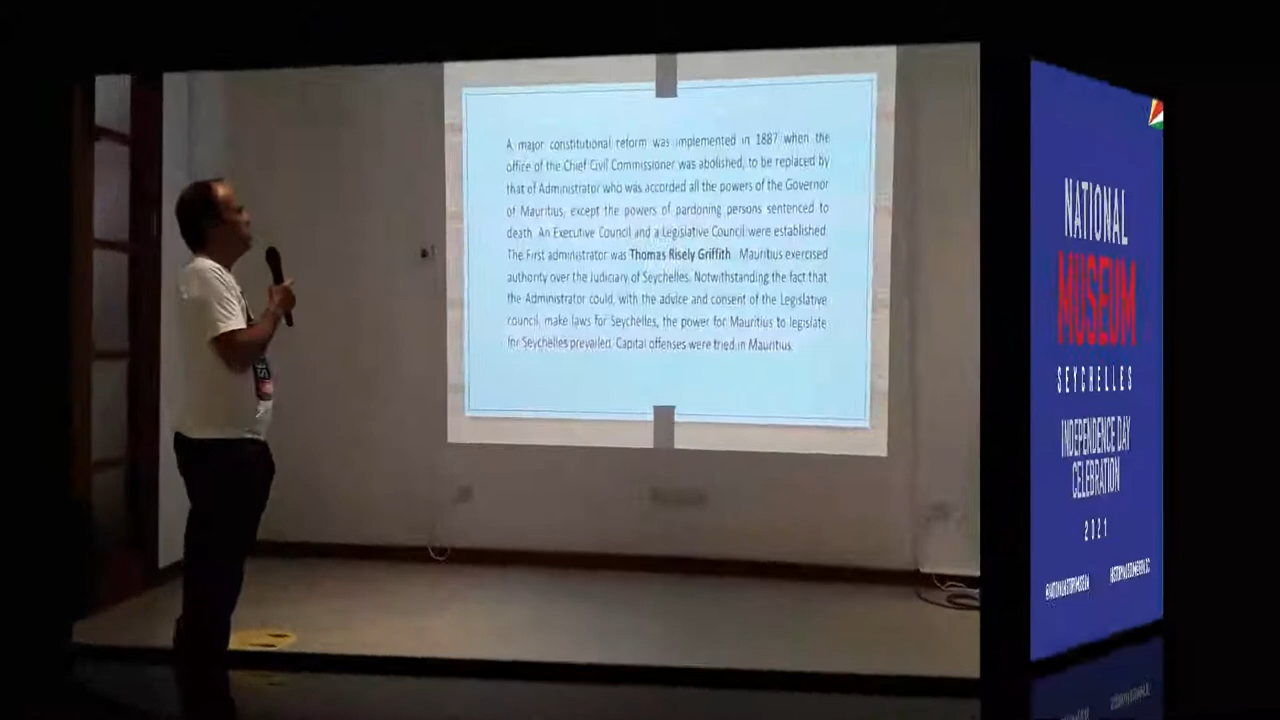 A major constitutional reform was implemented in 1887 when the
office of the Chief Civil Commissioner was abolished, to be replaced by
that of Administrator who was accorded all the powers of the Governor
of Mauritius, except the powers of pardoning persons sentenced to
death. An Executive Council and a Legislative Council were established.
The First administrator was Thomas Risely Griffith. Mauritius exercised
authority over the Judiciary of Seychelles. Notwithstanding the fact that
the Administrator could, with the advice and consent of the Legislative
council, make laws for Seychelles, the power for Mauritius to legislate
for Seychelles prevailed. Capital offenses were tried in Mauritius.
NATIONAL
MUSEUM
SEYCHELLES
INDEPENDENCE DAY
CELEBRATION
2021